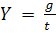 Y = g/t